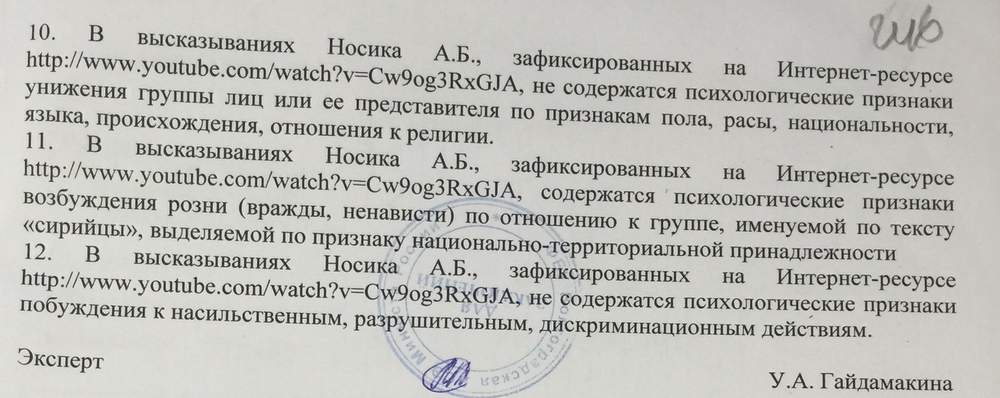 10. В высказываниях Носика А.Б., зафиксированных на Интернет-ресурсе
http://www.youtube.com/watch?v=Cw9og3RxGJA, не содержатся психологические признаки
унижения группы лиц или ее представителя по признакам пола, расы, национальности,
языка, происхождения, отношения к религии.
11. В высказываниях Носика А.Б., зафиксированных на Интернет-ресурсе
http://www.youtube.com/watch?v=Cw9og3RxGJA, содержатся психологические признаки
возбуждения розни (вражды, ненависти) по отношению к группе, именуемой по тексту
«сирийцы», выделяемой по признаку национально-территориальной принадлежности
12. В высказываниях Носика А.Б., зафиксированных на Интернет-ресурсе
http://www.youtube.com/watch?v=Cw9og3RxGJA, не содержатся психологические признаки
побуждения к насильственным, разрушительным, дискриминационным действиям.
Эксперт
У.А. Гайдамакина